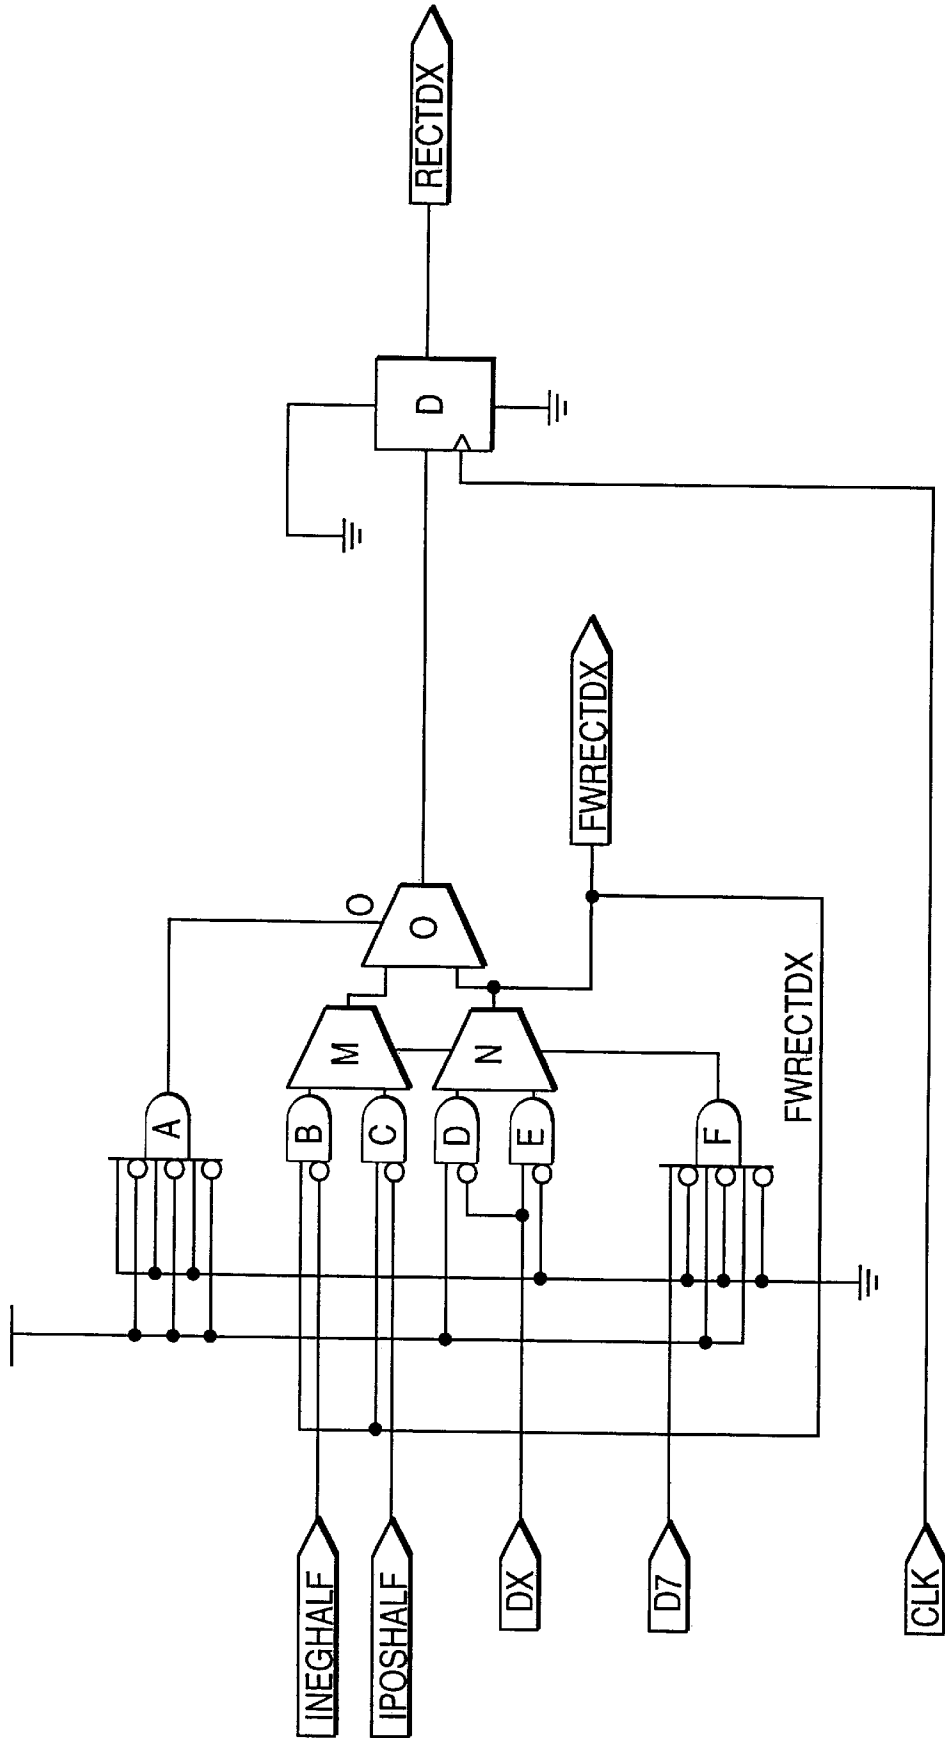 RECTDX
D
FWRECTDX
O
O
M
N
FWRECTDX
A
B
C
D
E
F
INEGHALF
IPOSHALF
DX
D7
CLK